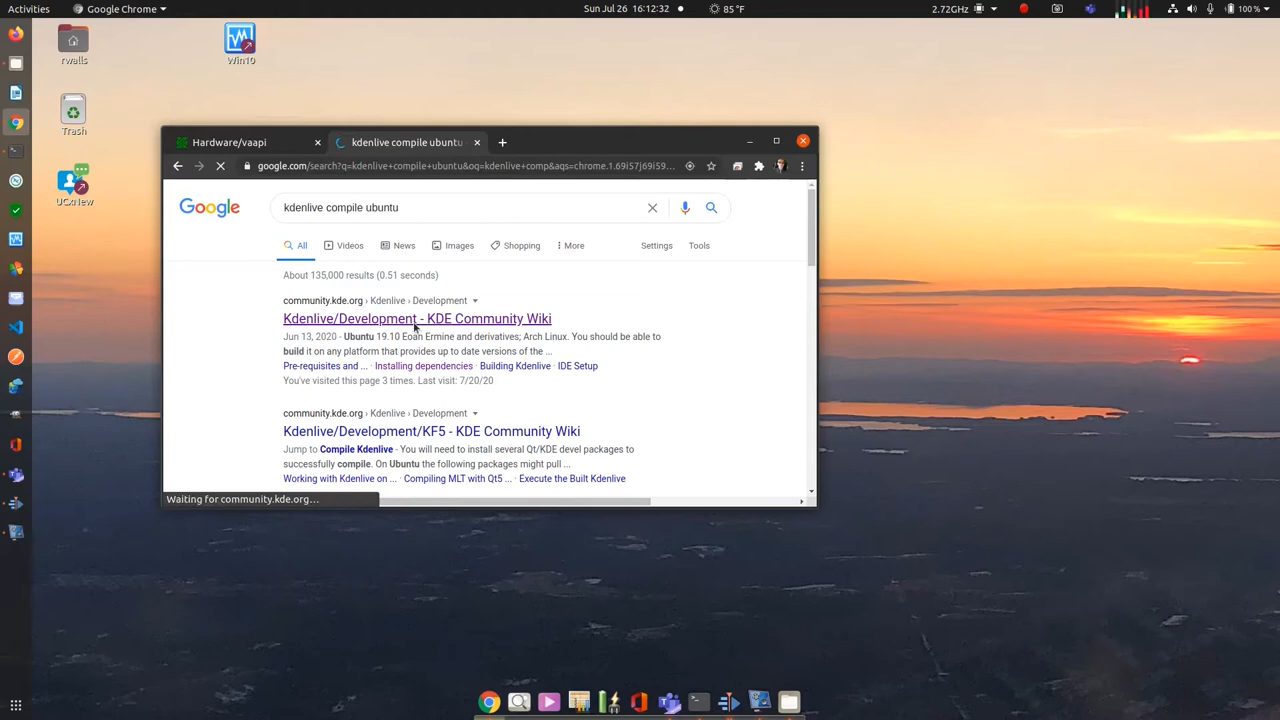 Activities
Google Chrome
Sun Jul 26 16:12:32
2.72GHz
85°F
100 %
rwalls
Win10
Trash
UCxNew
Hardware/vaapi
kdenlive compile ubuntu
google.com/search?q=kdenlive+compile+ubuntu&oq=kdenlive+comp&aqs=chrome.1.69i57j69i59...
Google
kdenlive compile ubuntu
All
Videos
News
Images
Shopping
More
Settings
Tools
About 135,000 results (0.51 seconds)
community.kde.org › Kdenlive › Development
Kdenlive/Development - KDE Community Wiki
Jun 13, 2020 - Ubuntu 19.10 Eoan Ermine and derivatives; Arch Linux. You should be able to
build it on any platform that provides up to date versions of the ...
Pre-requisites and ... · Installing dependencies · Building Kdenlive · IDE Setup
You've visited this page 3 times. Last visit: 7/20/20
community.kde.org › Kdenlive › Development
Kdenlive/Development/KF5 - KDE Community Wiki
Jump to Compile Kdenlive - You will need to install several Qt/KDE devel packages to
successfully compile. On Ubuntu the following packages might pull ...
Working with Kdenlive on ... · Compiling MLT with Qt5 ... · Execute the Built Kdenlive
Waiting for community.kde.org...